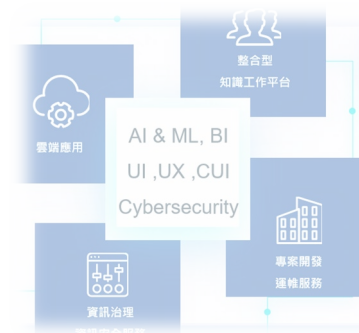 整合型
知識工作平台
雲端應用
AI & ML, BI
UI ,UX ,CUI
Cybersecurity
專案開發
運帷服務
資訊治理